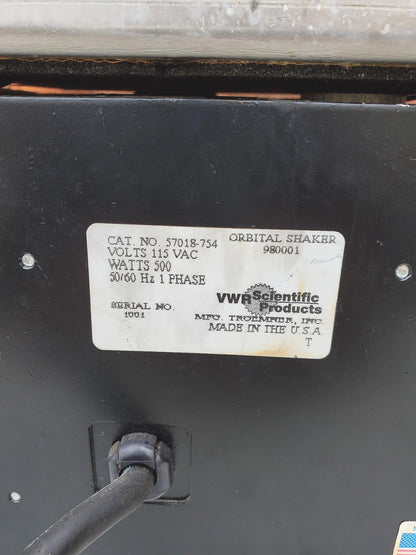 CAT. NO. 57018-754
ORBITAL SHAKER
VOLTS 115 VAC
980001
WATTS 500
50/60 Hz 1 PHASE
VWR Scientific
Products
SERIAL NO.
1001
MFG. TROEMNER, INC.
MADE IN THE U.S.A.
T